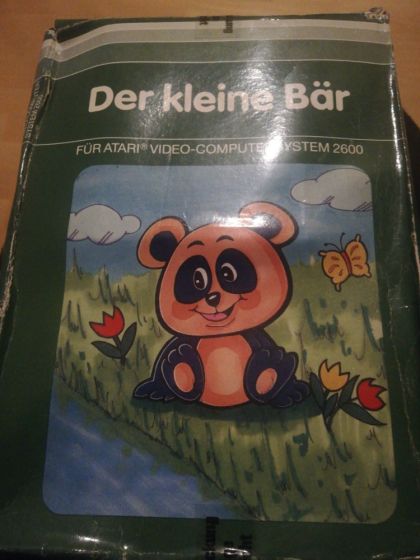 Der kleine Bär
FÜR ATARI® VIDEO-COMPUTER SYSTEM 2600